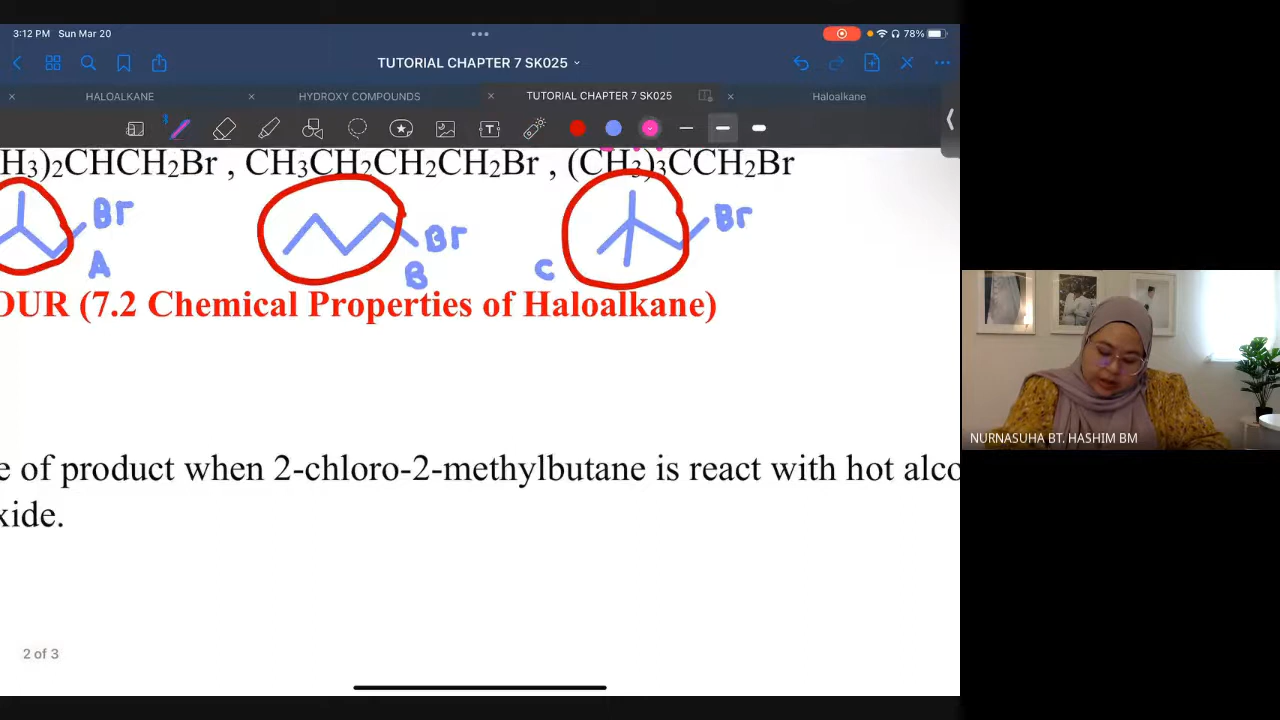 3:12 PM Sun Mar 20
78%
TUTORIAL CHAPTER 7 SK025
HALOALKANE
HYDROXY COMPOUNDS
TUTORIAL CHAPTER 7 SK025
Haloalkane
H3)2CHCH2Br , CH3CH2CH2CH2Br , (CH3)3CCH2Br
Br Br Br
A B C
OUR (7.2 Chemical Properties of Haloalkane)
e of product when 2-chloro-2-methylbutane is react with hot alco
xide.
2 of 3
NURNASUHA BT. HASHIM BM